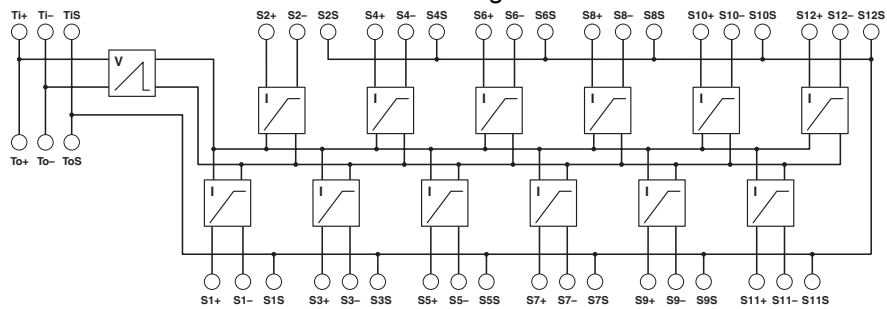 Ti+ Ti– TiS S2+ S2– S2S S4+ S4– S4S S6+ S6– S6S S8+ S8– S8S S10+ S10– S10S S12+ S12– S12S
V
I I I I I I
To+ To– ToS
I I I I I I
S1+ S1– S1S S3+ S3– S3S S5+ S5– S5S S7+ S7– S7S S9+ S9– S9S S11+ S11– S11S